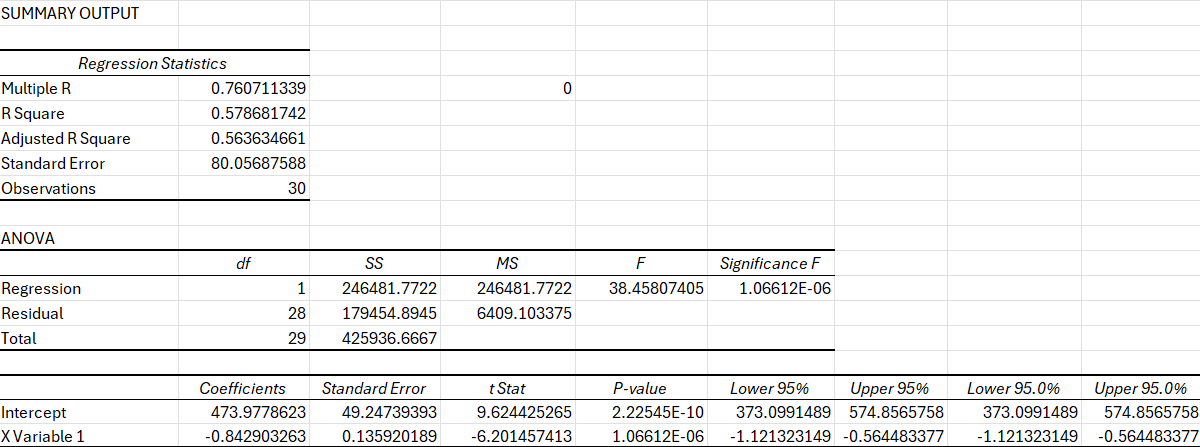 SUMMARY OUTPUT
Regression Statistics
Multiple R 0.760711339 0
R Square 0.578681742
Adjusted R Square 0.563634661
Standard Error 80.05687588
Observations 30
ANOVA
df SS MS F Significance F
Regression 1 246481.7722 246481.7722 38.45807405 1.06612E-06
Residual 28 179454.8945 6409.103375
Total 29 425936.6667
Coefficients Standard Error t Stat P-value Lower 95% Upper 95% Lower 95.0% Upper 95.0%
Intercept 473.9778623 49.24739393 9.624425265 2.22545E-10 373.0991489 574.8565758 373.0991489 574.8565758
X Variable 1 -0.842903263 0.135920189 -6.201457413 1.06612E-06 -1.121323149 -0.564483377 -1.121323149 -0.564483377